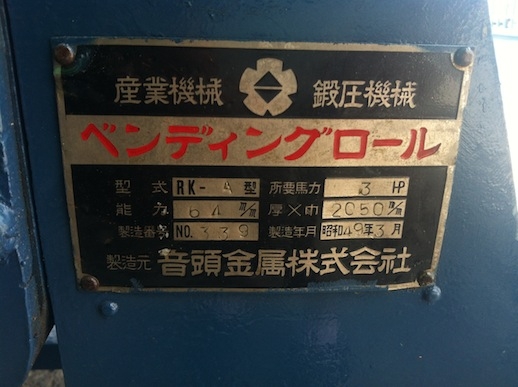 産業機械 鍛圧機械
ベンディングロール
型式 RK-A型 所要馬力 3 HP
能力 64 m/m 厚×巾 2050 m/m
製造番号 NO. 339 製造年月 昭和49年3月
製造元 音頭金属株式会社